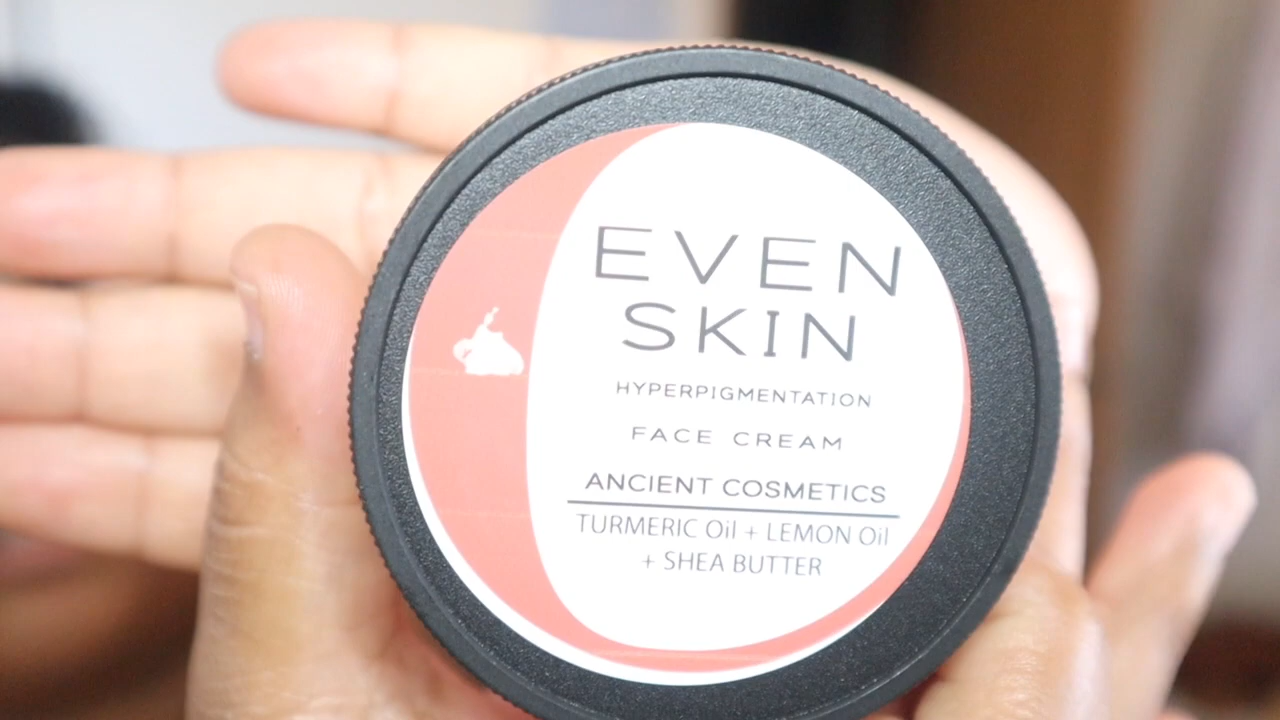 EVEN
SKIN
HYPERPIGMENTATION
FACE CREAM
ANCIENT COSMETICS
TURMERIC Oil + LEMON Oil
+ SHEA BUTTER